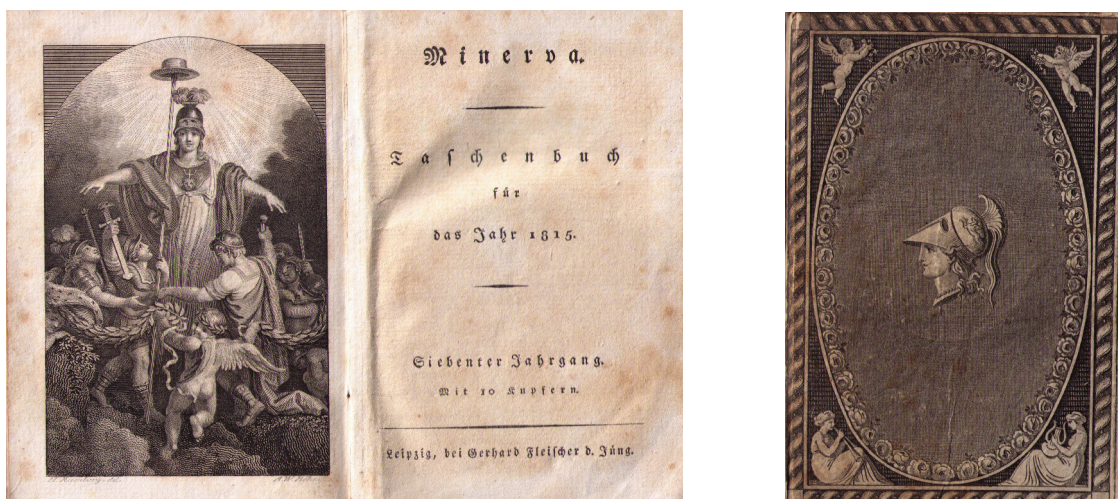 Minerva.
Taschenbuch
für
das Jahr 1815.
Siebenter Jahrgang.
Mit 10 Kupfern.
Leipzig, bei Gerhard Fleischer d. Jüng.